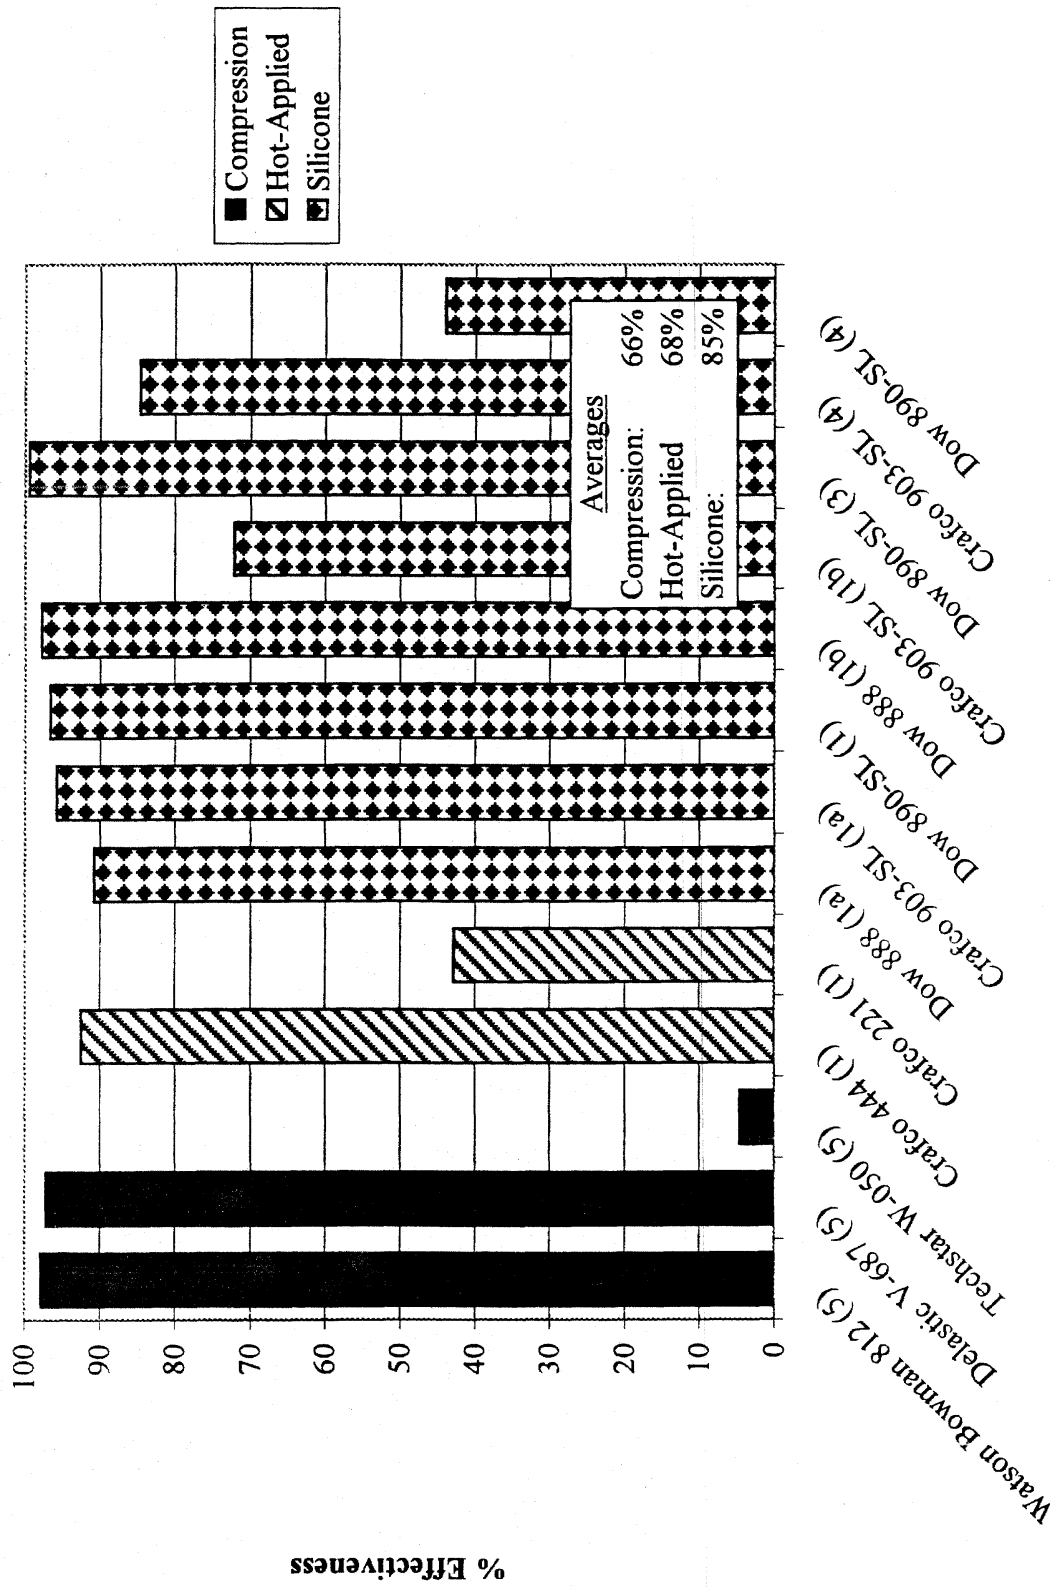 % Effectiveness
100
90
80
70
60
50
40
30
20
10
0
Watson Bowman 812 (5)
Delastic V-687 (5)
Techstar W-050 (5)
Crafco 444 (1)
Crafco 221 (1)
Dow 888 (1a)
Crafco 903-SL (1a)
Dow 890-SL (1)
Dow 888 (1b)
Crafco 903-SL (1b)
Dow 890-SL (3)
Crafco 903-SL (4)
Dow 890-SL (4)
Averages
Compression: 66%
Hot-Applied 68%
Silicone: 85%
Compression
Hot-Applied
Silicone